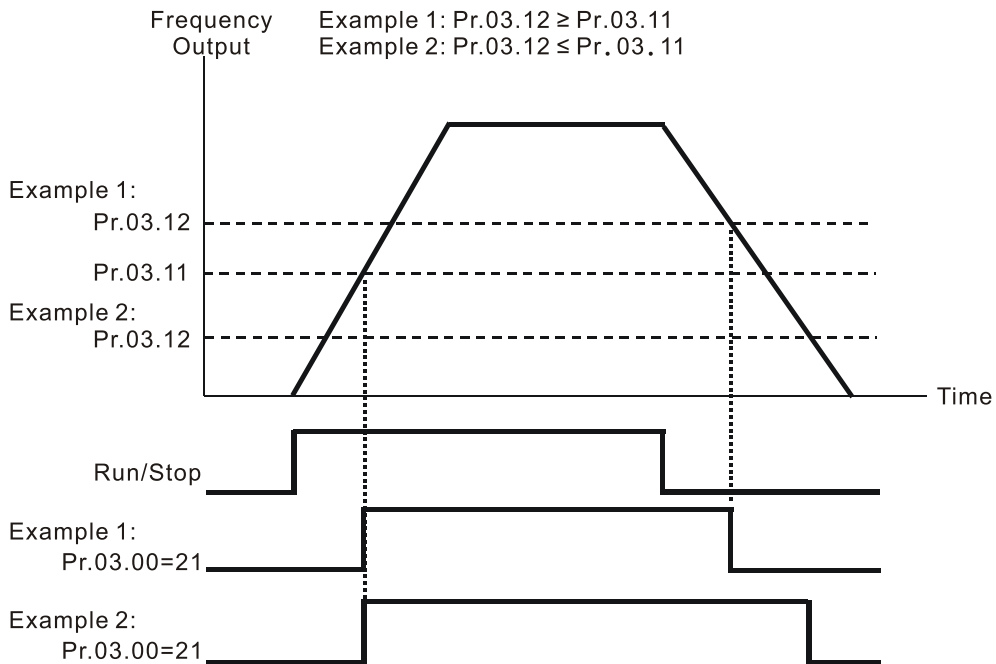 Frequency
Output
Example 1: Pr.03.12 ≥ Pr.03.11
Example 2: Pr.03.12 ≤ Pr.03.11
Example 1:
Pr.03.12
Pr.03.11
Example 2:
Pr.03.12
Time
Run/Stop
Example 1:
Pr.03.00=21
Example 2:
Pr.03.00=21